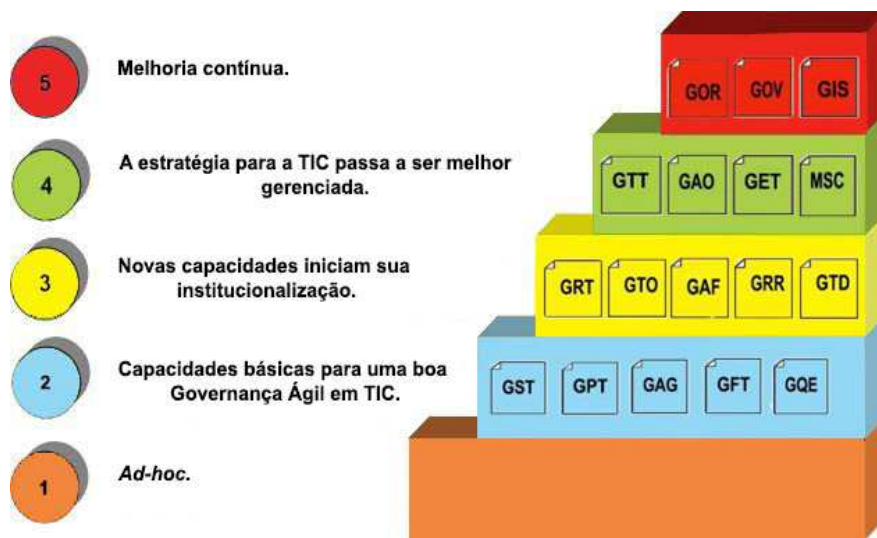 5
Melhoria contínua.
GOR GOV GIS
4
A estratégia para a TIC passa a ser melhor
gerenciada.
GTT GAO GET MSC
3
Novas capacidades iniciam sua
institucionalização.
GRT GTO GAF GRR GTD
2
Capacidades básicas para uma boa
Governança Ágil em TIC.
GST GPT GAG GFT GQE
1
Ad-hoc.